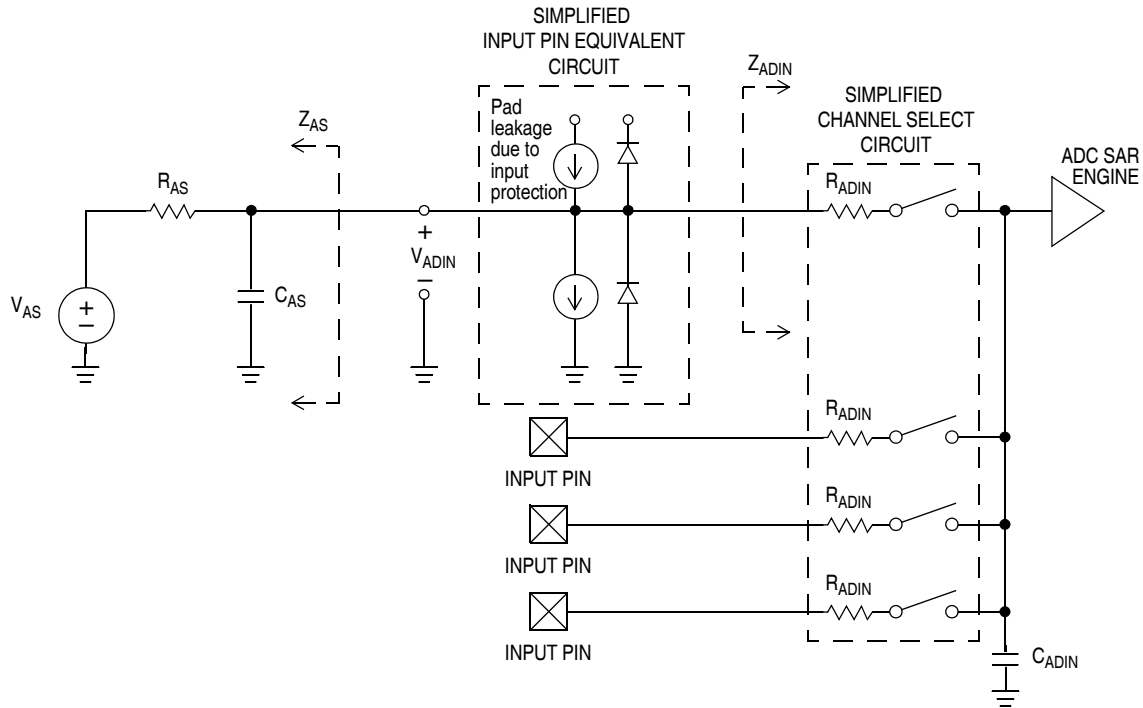 SIMPLIFIED
INPUT PIN EQUIVALENT
CIRCUIT
Pad
leakage
due to
input
protection
Z_AS
Z_ADIN
SIMPLIFIED
CHANNEL SELECT
CIRCUIT
ADC SAR
ENGINE
R_AS
R_ADIN
V_AS
+
–
C_AS
+
V_ADIN
–
R_ADIN
INPUT PIN
R_ADIN
INPUT PIN
R_ADIN
INPUT PIN
C_ADIN